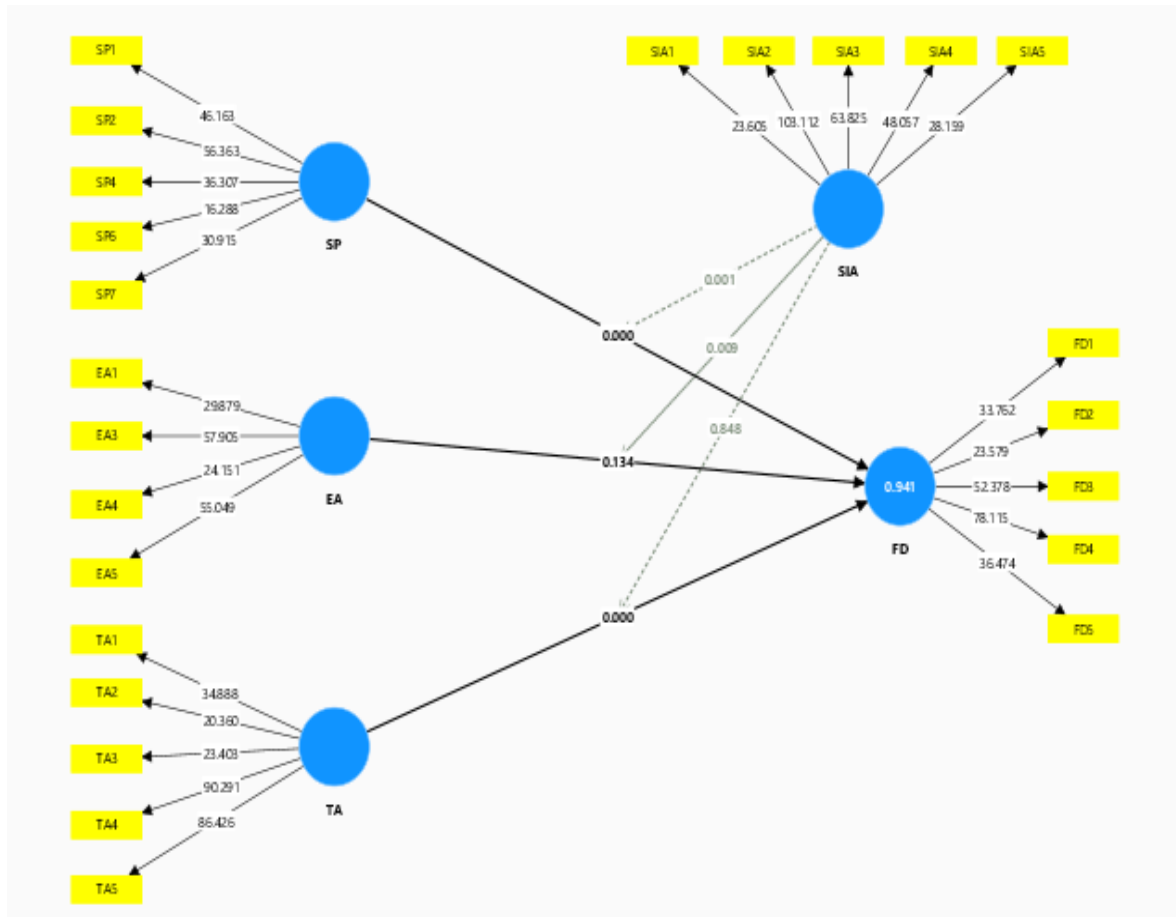 SP1
SP2
SP4
SP6
SP7
46.163
56.363
36.307
16.288
30.915
SP
SIA1
SIA2
SIA3
SIA4
SIA5
23.605
103.112
63.825
48.057
28.159
SIA
0.001
0.009
0.848
0.000
0.134
0.000
EA1
EA3
EA4
EA5
29.879
57.905
24.151
55.049
EA
TA1
TA2
TA3
TA4
TA5
34.888
20.360
23.403
90.291
86.426
TA
0.941
FD
33.762
23.579
52.378
78.115
36.474
FD1
FD2
FD3
FD4
FD5